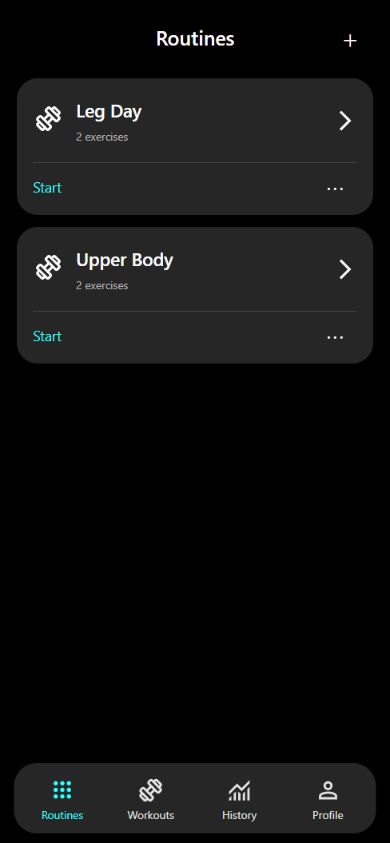 Routines
+
Leg Day
2 exercises
Start
...
Upper Body
2 exercises
Start
...
Routines Workouts History Profile